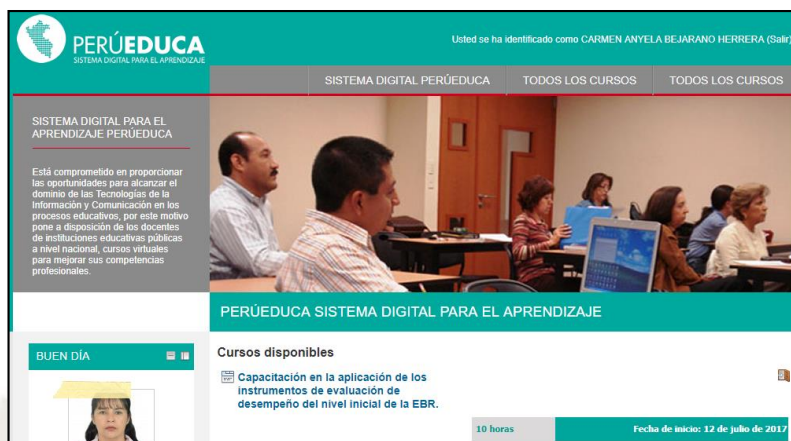 PERÚEDUCA
SISTEMA DIGITAL PARA EL APRENDIZAJE
Usted se ha identificado como CARMEN ANYELA BEJARANO HERRERA (Salir)
SISTEMA DIGITAL PERÚEDUCA
TODOS LOS CURSOS
TODOS LOS CURSOS
SISTEMA DIGITAL PARA EL
APRENDIZAJE PERÚEDUCA
Está comprometido en proporcionar
las oportunidades para alcanzar el
dominio de las Tecnologías de la
Información y Comunicación en los
procesos educativos, por este motivo
pone a disposición de los docentes
de instituciones educativas públicas
a nivel nacional, cursos virtuales
para mejorar sus competencias
profesionales.
PERÚEDUCA SISTEMA DIGITAL PARA EL APRENDIZAJE
BUEN DÍA
Cursos disponibles
Capacitación en la aplicación de los
instrumentos de evaluación de
desempeño del nivel inicial de la EBR.
10 horas
Fecha de inicio: 12 de julio de 2017